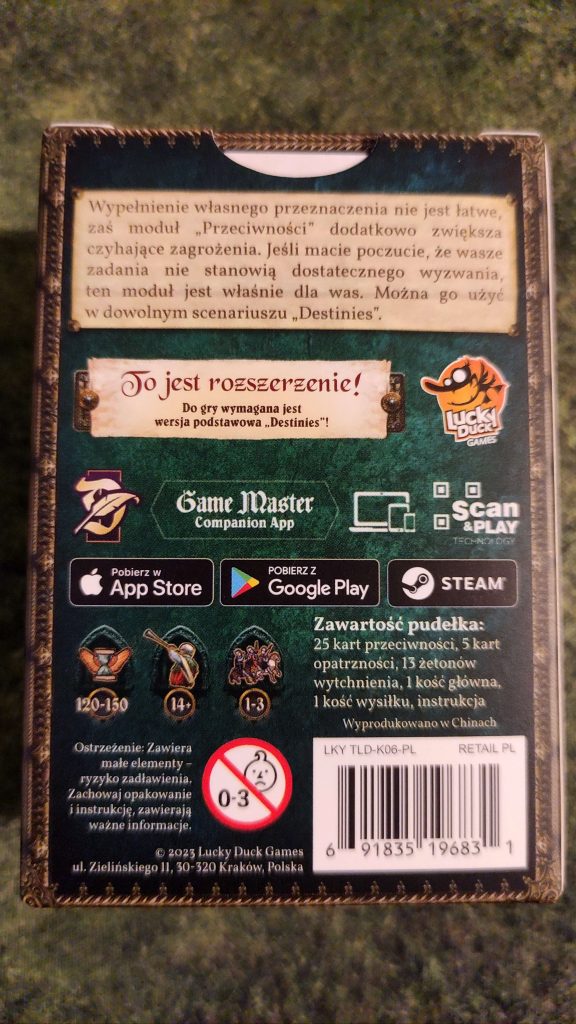 Wypełnienie własnego przeznaczenia nie jest łatwe,
zaś moduł „Przeciwności” dodatkowo zwiększa
czyhające zagrożenia. Jeśli macie poczucie, że wasze
zadania nie stanowią dostatecznego wyzwania,
ten moduł jest właśnie dla was. Można go użyć
w dowolnym scenariuszu „Destinies”.
To jest rozszerzenie!
Do gry wymagana jest
wersja podstawowa „Destinies”!
Lucky
Duck
GAMES
Game Master
Companion App
Scan
&PLAY
TECHNOLOGY
Pobierz w
App Store
POBIERZ Z
Google Play
STEAM
120-150
14+
1-3
Zawartość pudełka:
25 kart przeciwności, 5 kart
opatrzności, 13 żetonów
wytchnienia, 1 kość główna,
1 kość wysiłku, instrukcja
Wyprodukowano w Chinach
Ostrzeżenie: Zawiera
małe elementy –
ryzyko zadławienia.
Zachowaj opakowanie
i instrukcję, zawierają
ważne informacje.
0-3
LKY TLD-K06-PL RETAIL PL
6 91835 19683 1
© 2023 Lucky Duck Games
ul. Zielińskiego 11, 30-320 Kraków, Polska